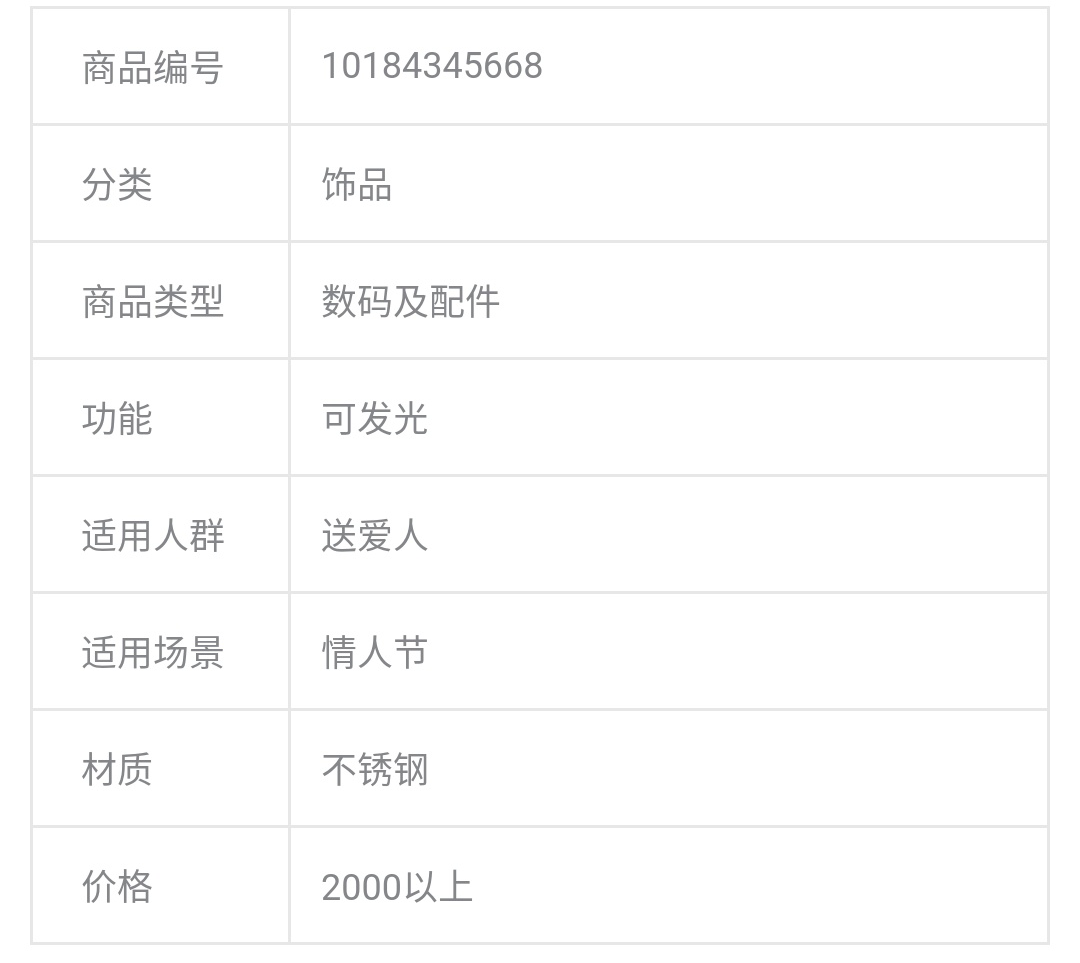 商品编号 10184345668
分类 饰品
商品类型 数码及配件
功能 可发光
适用人群 送爱人
适用场景 情人节
材质 不锈钢
价格 2000以上